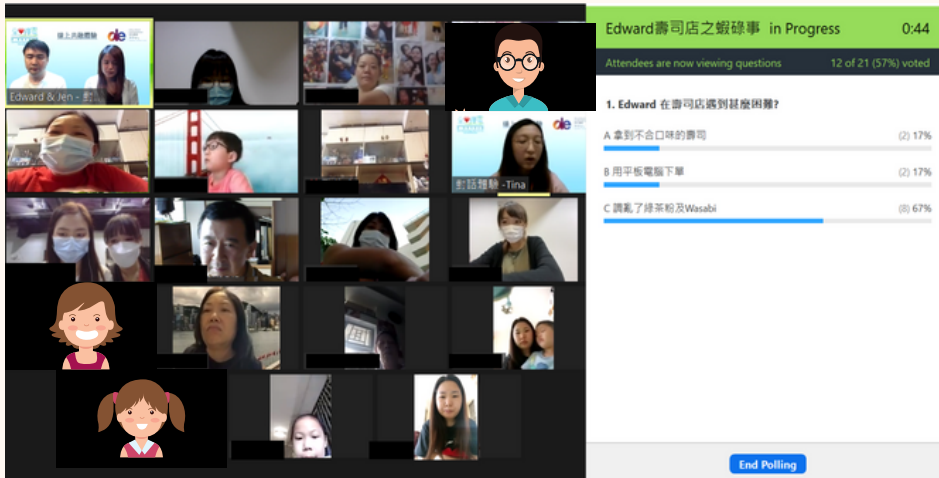 線上共融體驗
Edward & Jen -
-Tina
Edward壽司店之蝦碌事 in Progress 0:44
Attendees are now viewing questions 12 of 21 (57%) voted
1. Edward 在壽司店遇到甚麼困難?
A 拿到不合口味的壽司 (2) 17%
B 用平板電腦下單 (2) 17%
C 調亂了綠茶粉及Wasabi (8) 67%
End Polling